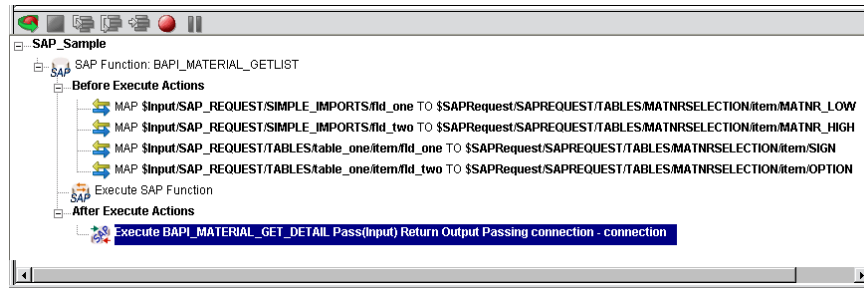 SAP_Sample
SAP SAP Function: BAPI_MATERIAL_GETLIST
Before Execute Actions
MAP $Input/SAP_REQUEST/SIMPLE_IMPORTS/fld_one TO $SAPRequest/SAPREQUEST/TABLES/MATNRSELECTION/item/MATNR_LOW
MAP $Input/SAP_REQUEST/SIMPLE_IMPORTS/fld_two TO $SAPRequest/SAPREQUEST/TABLES/MATNRSELECTION/item/MATNR_HIGH
MAP $Input/SAP_REQUEST/TABLES/table_one/item/fld_one TO $SAPRequest/SAPREQUEST/TABLES/MATNRSELECTION/item/SIGN
MAP $Input/SAP_REQUEST/TABLES/table_one/item/fld_two TO $SAPRequest/SAPREQUEST/TABLES/MATNRSELECTION/item/OPTION
SAP Execute SAP Function
After Execute Actions
Execute BAPI_MATERIAL_GET_DETAIL Pass(Input) Return Output Passing connection - connection